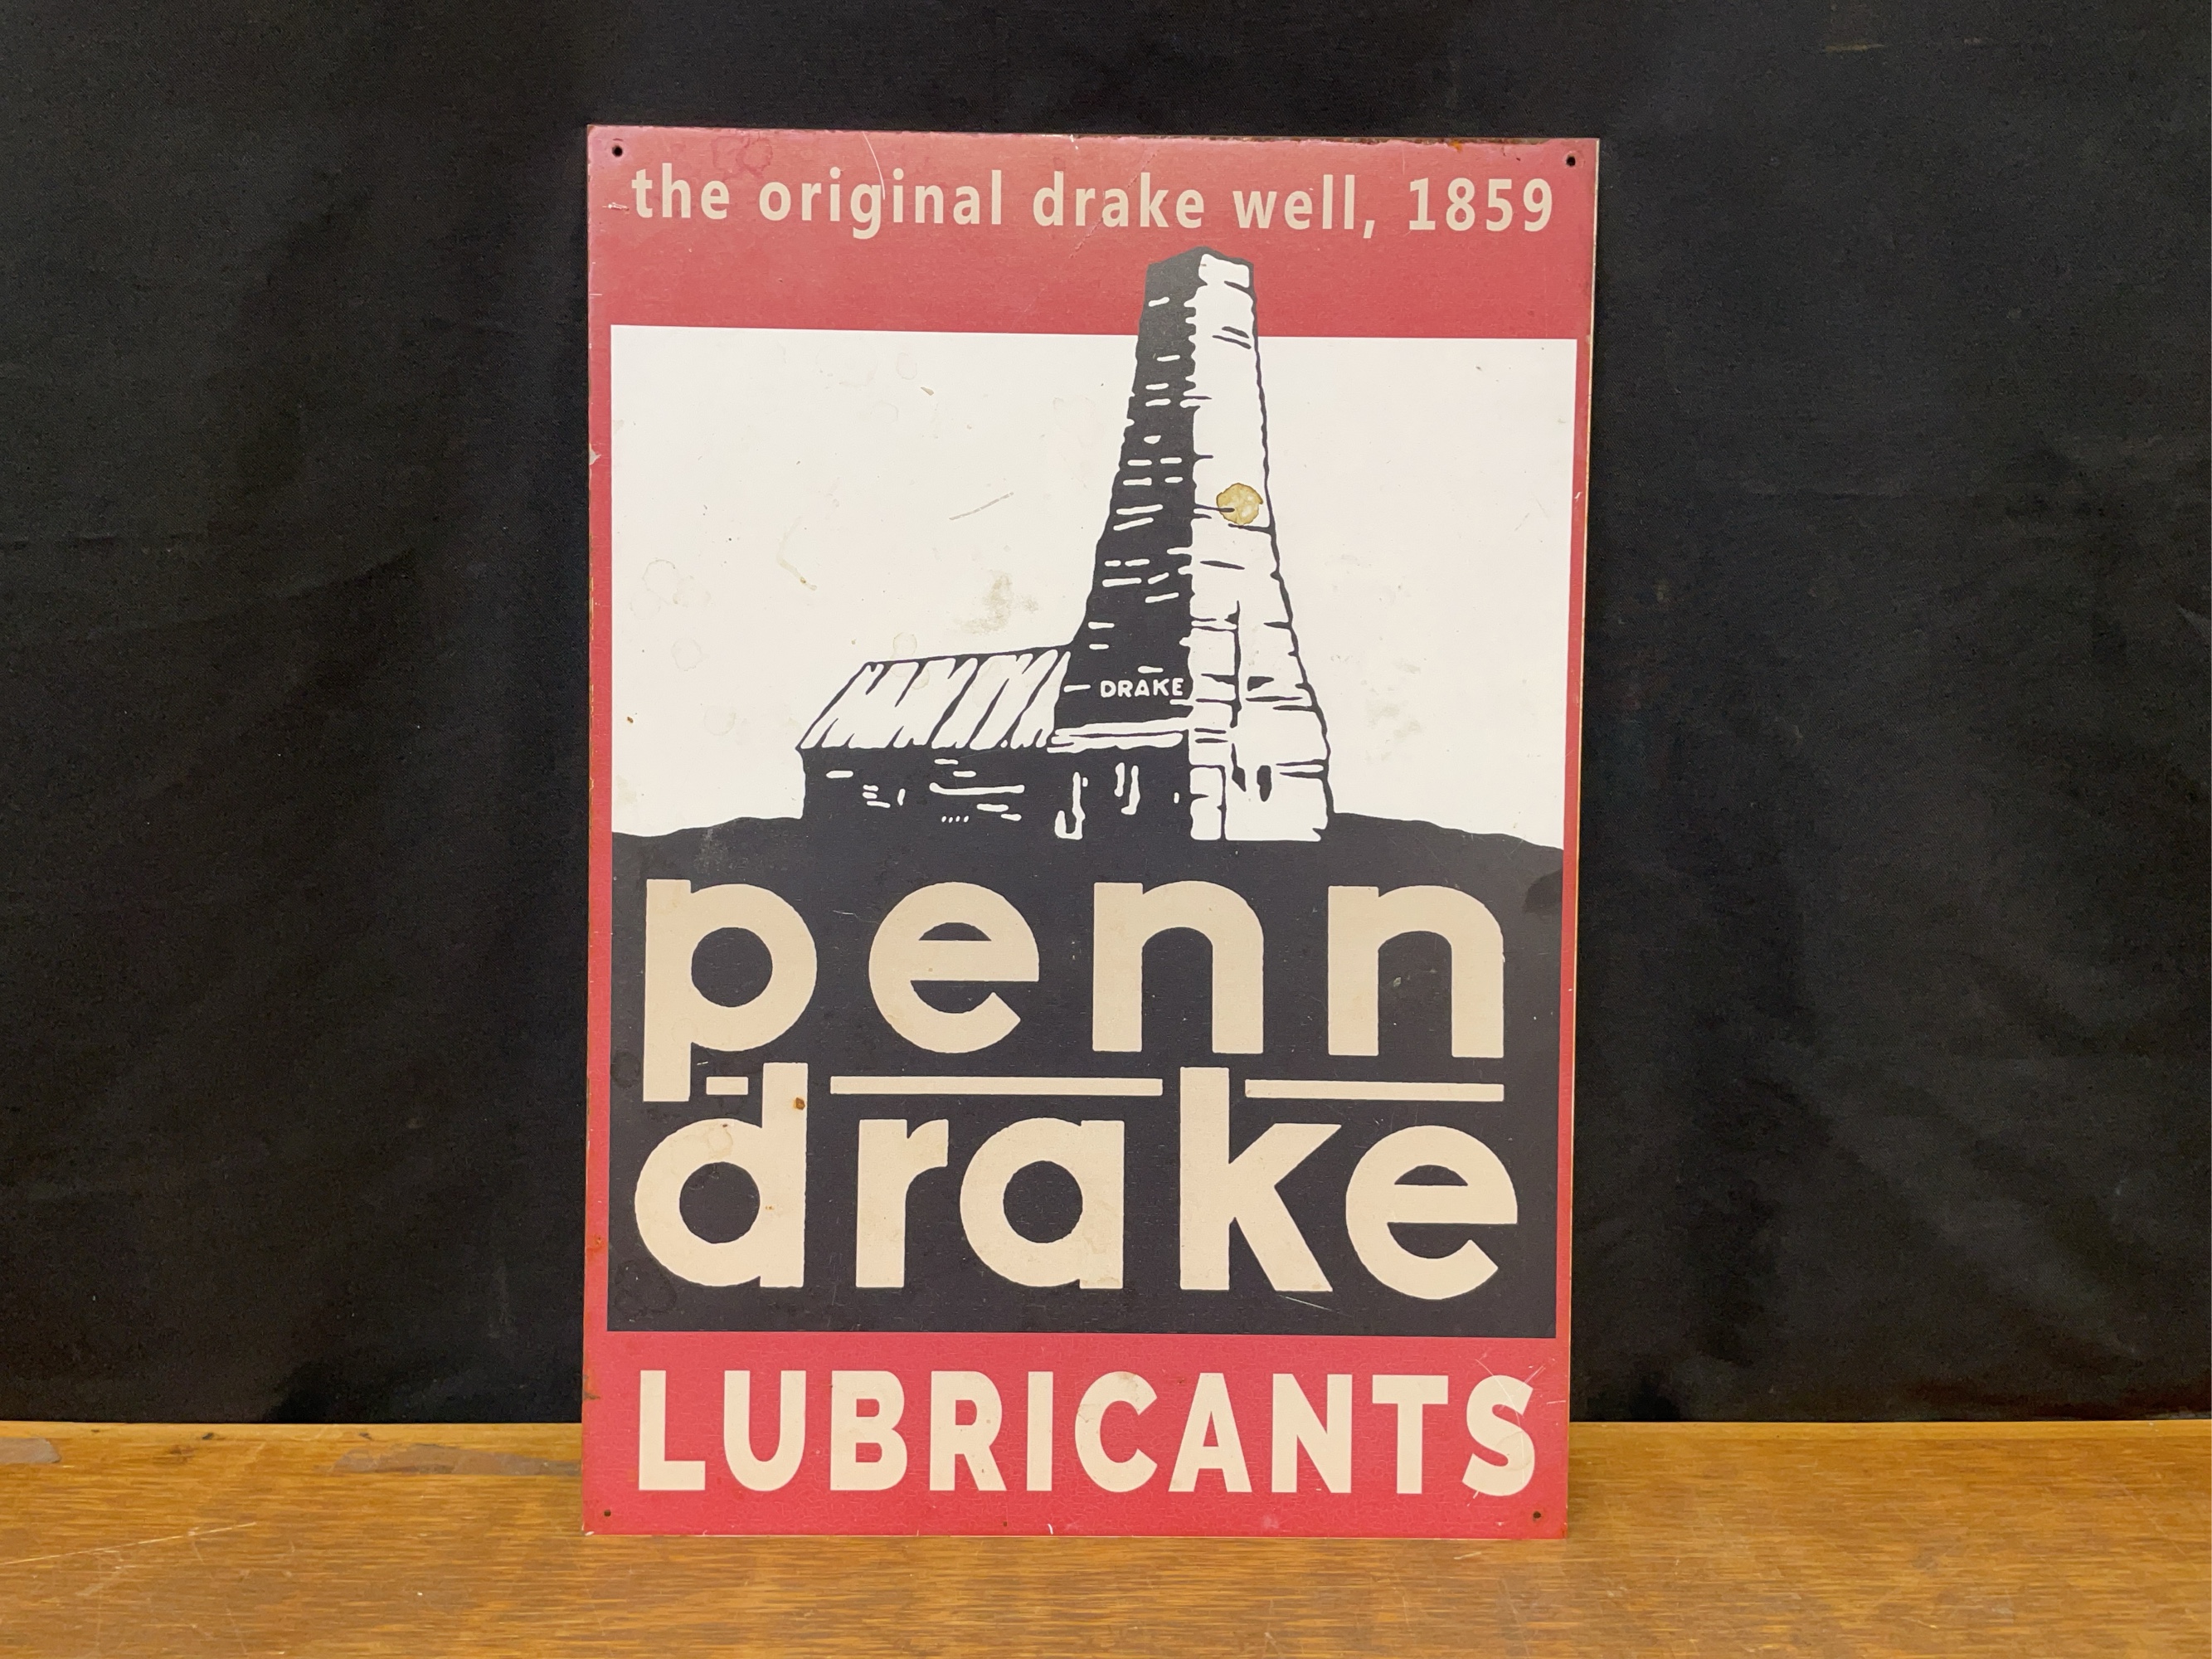 the original drake well, 1859
DRAKE
penn
drake
LUBRICANTS